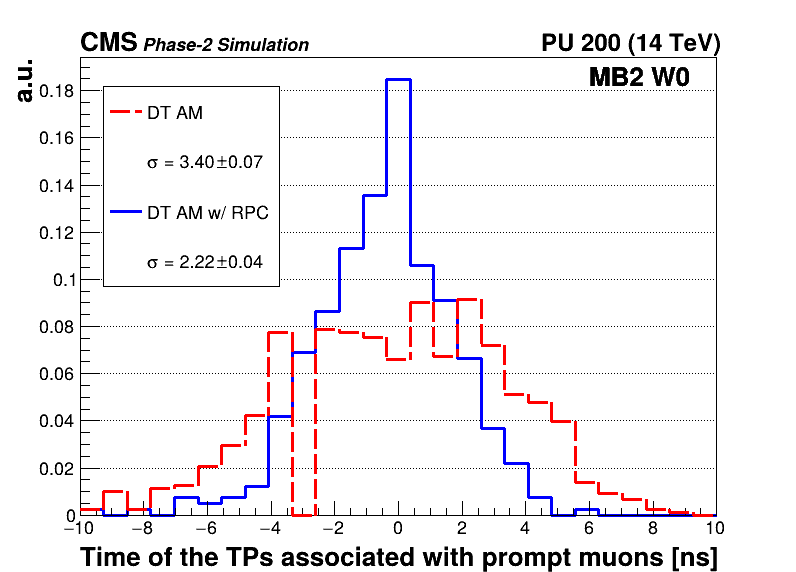 CMS Phase-2 Simulation PU 200 (14 TeV)
a.u.
MB2 W0
DT AM
σ = 3.40±0.07
DT AM w/ RPC
σ = 2.22±0.04
0.18
0.16
0.14
0.12
0.1
0.08
0.06
0.04
0.02
0
−10 −8 −6 −4 −2 0 2 4 6 8 10
Time of the TPs associated with prompt muons [ns]